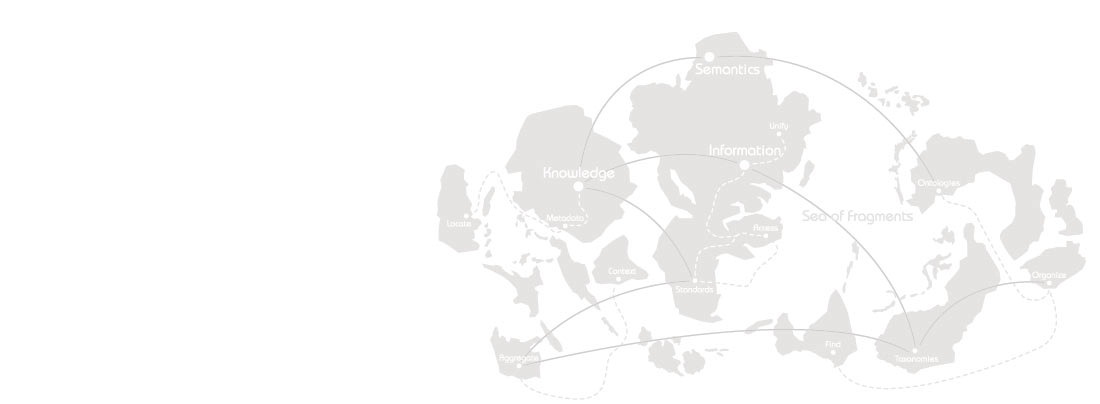 Semantics
Unify
Information
Knowledge
Ontologies
Metadata
Sea of Fragments
Locate
Access
Context
Organize
Standards
Find
Aggregate
Taxonomies